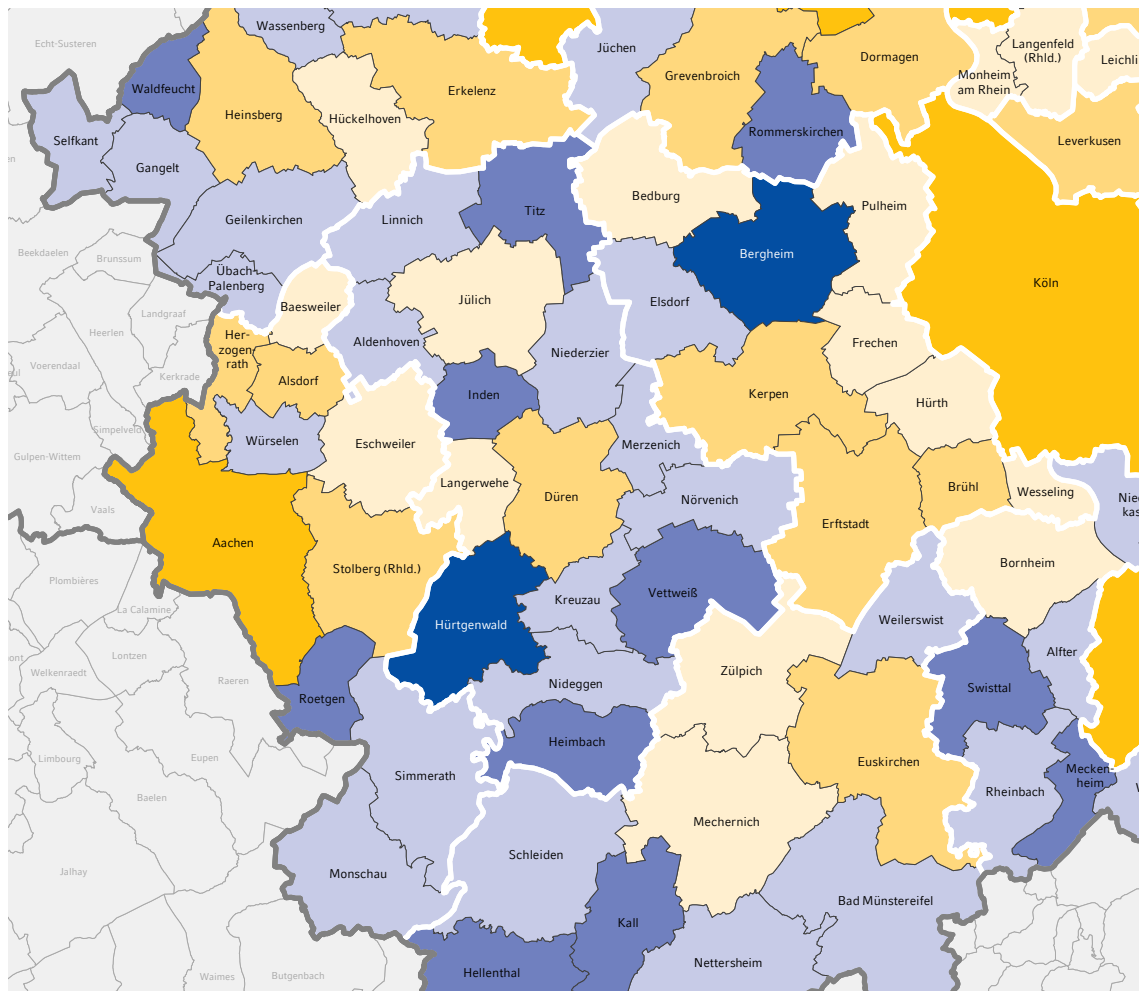 Wassenberg
Echt-Susteren
Jüchen
Langenfeld
(Rhld.)
Dormagen
Leichli
Grevenbroich
Monheim
am Rhein
Waldfeucht
Erkelenz
Heinsberg
Hückelhoven
Rommerskirchen
Leverkusen
Selfkant
Gangelt
Bedburg
Pulheim
Titz
Linnich
Geilenkirchen
Beekdaelen
Brunssum
Bergheim
Übach-
Palenberg
Köln
Jülich
Elsdorf
Baesweiler
Landgraaf
Heerlen
Her-
zogen-
rath
Aldenhoven
Frechen
Niederzier
Voerendaal
eul
Kerkrade
Alsdorf
Inden
Kerpen
Hürth
Simpelveld
Würselen
Eschweiler
Merzenich
Gulpen-Wittem
Langerwehe
Brühl
Wesseling
Düren
Nörvenich
Nied
kas
Vaals
Erftstadt
Aachen
Stolberg (Rhld.)
Bornheim
Plombières
Vettweiß
Kreuzau
La Calamine
Hürtgenwald
Weilerswist
Lontzen
mont
Alfter
Welkenraedt
Zülpich
Raeren
Nideggen
Swisttal
Roetgen
Heimbach
Limbourg
Eupen
Euskirchen
Simmerath
Mecken-
heim
Rheinbach
W
Baelen
Mechernich
Schleiden
Jalhay
Monschau
Bad Münstereifel
Kall
Nettersheim
Hellenthal
Waimes
Butgenbach